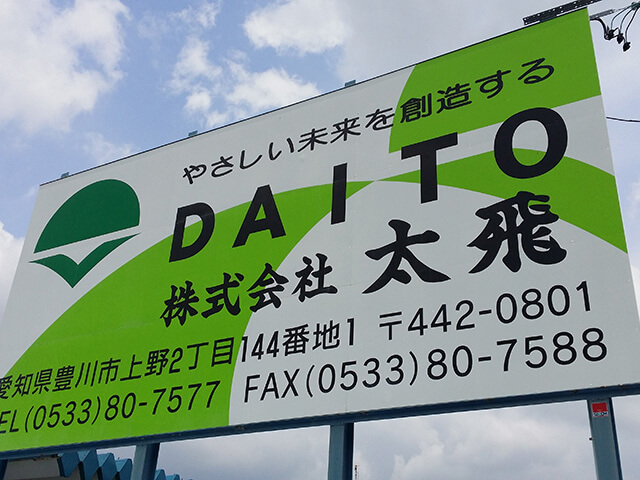 やさしい未来を創造する
DAITO
株式会社 太飛
愛知県豊川市上野2丁目144番地1 〒442-0801
TEL(0533)80-7577 FAX(0533)80-7588